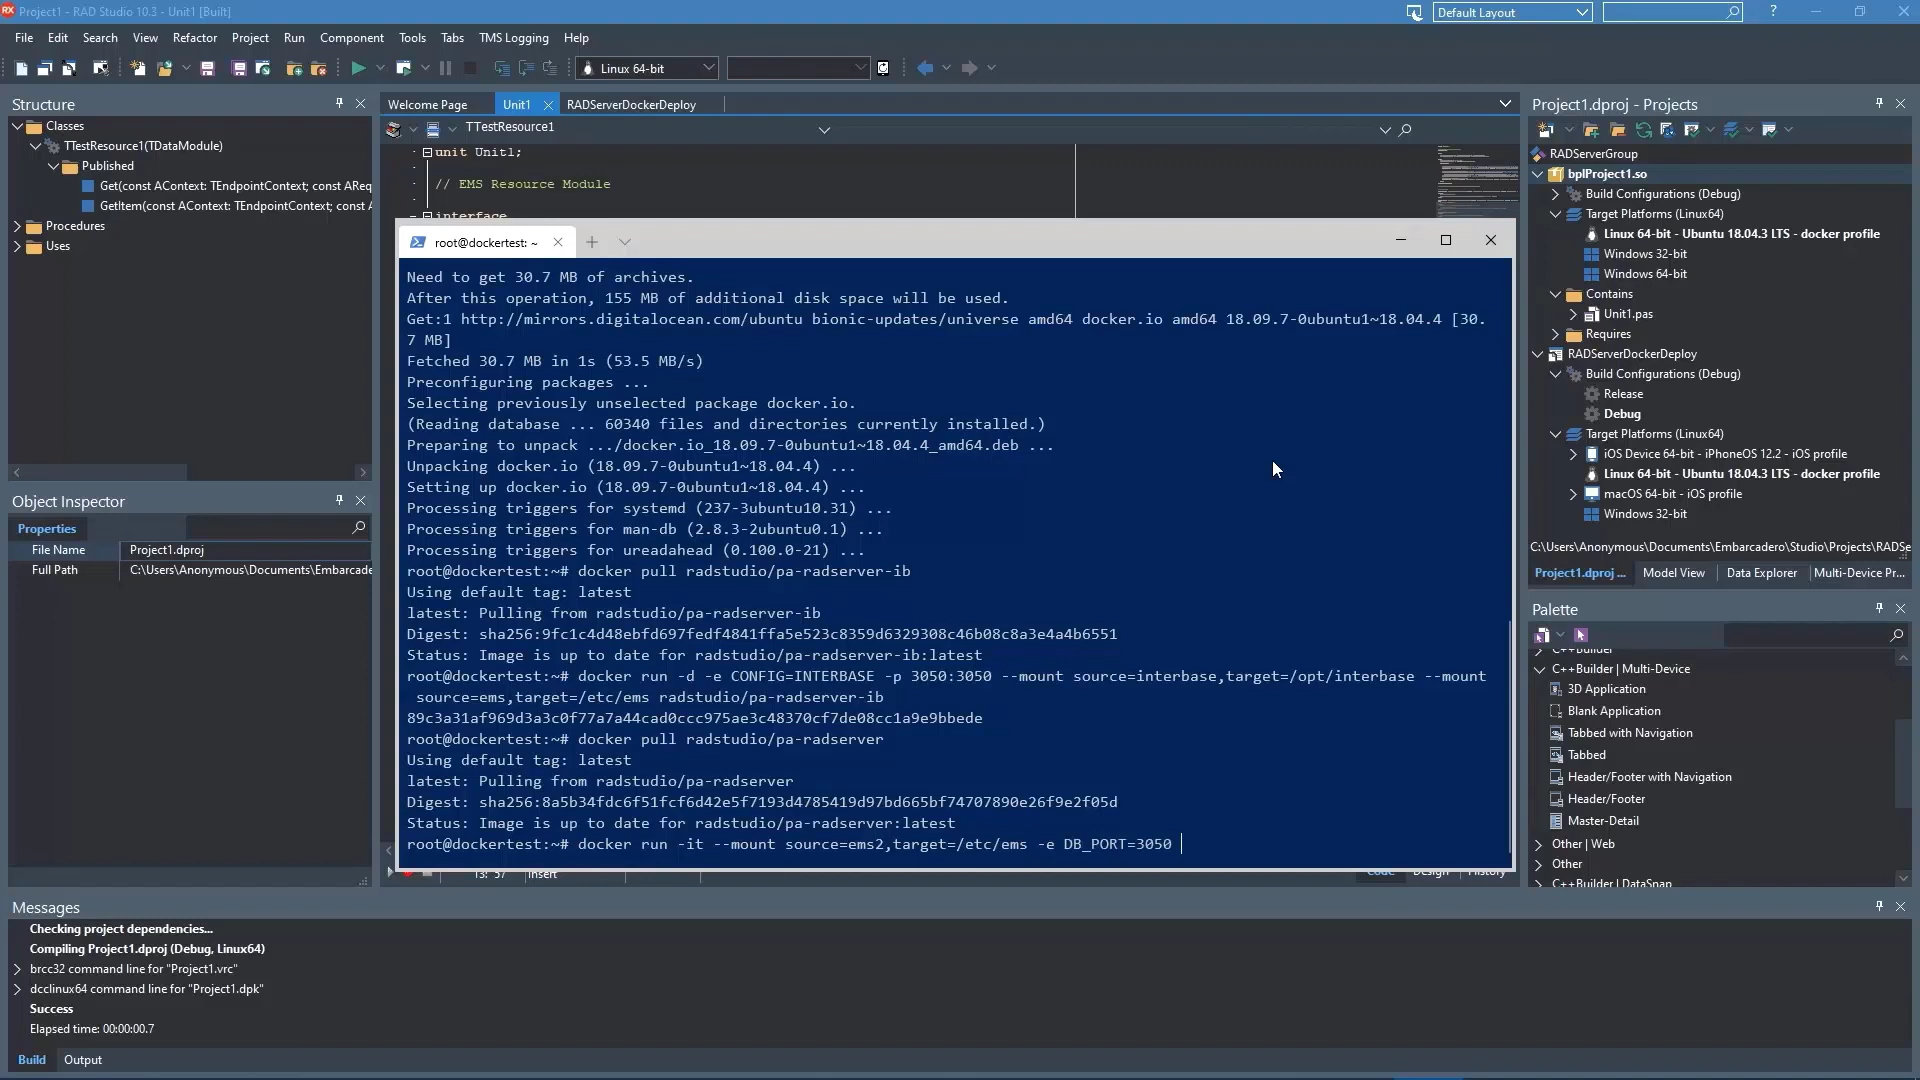 Project1 - RAD Studio 10.3 - Unit1 [Built]
Default Layout
File Edit Search View Refactor Project Run Component Tools Tabs TMS Logging Help
Linux 64-bit
Structure
Classes
TTestResource1(TDataModule)
Published
Get(const AContext: TEndpointContext; const AReq
GetItem(const AContext: TEndpointContext; const A
Procedures
Uses
Object Inspector
Properties
File Name Project1.dproj
Full Path C:\Users\Anonymous\Documents\Embarcade
Welcome Page Unit1 RADServerDockerDeploy
TTestResource1
unit Unit1;
// EMS Resource Module
interface
root@dockertest: ~
Need to get 30.7 MB of archives.
After this operation, 155 MB of additional disk space will be used.
Get:1 http://mirrors.digitalocean.com/ubuntu bionic-updates/universe amd64 docker.io amd64 18.09.7-0ubuntu1~18.04.4 [30.
7 MB]
Fetched 30.7 MB in 1s (53.5 MB/s)
Preconfiguring packages ...
Selecting previously unselected package docker.io.
(Reading database ... 60340 files and directories currently installed.)
Preparing to unpack .../docker.io_18.09.7-0ubuntu1~18.04.4_amd64.deb ...
Unpacking docker.io (18.09.7-0ubuntu1~18.04.4) ...
Setting up docker.io (18.09.7-0ubuntu1~18.04.4) ...
Processing triggers for systemd (237-3ubuntu10.31) ...
Processing triggers for man-db (2.8.3-2ubuntu0.1) ...
Processing triggers for ureadahead (0.100.0-21) ...
root@dockertest:~# docker pull radstudio/pa-radserver-ib
Using default tag: latest
latest: Pulling from radstudio/pa-radserver-ib
Digest: sha256:9fc1c4d48ebfd697fedf4841ffa5e523c8359d6329308c46b08c8a3e4a4b6551
Status: Image is up to date for radstudio/pa-radserver-ib:latest
root@dockertest:~# docker run -d -e CONFIG=INTERBASE -p 3050:3050 --mount source=interbase,target=/opt/interbase --mount
source=ems,target=/etc/ems radstudio/pa-radserver-ib
89c3a31af969d3a3c0f77a7a44cad0ccc975ae3c48370cf7de08cc1a9e9bbede
root@dockertest:~# docker pull radstudio/pa-radserver
Using default tag: latest
latest: Pulling from radstudio/pa-radserver
Digest: sha256:8a5b34fdc6f51fcf6d42e5f7193d4785419d97bd665bf74707890e26f9e2f05d
Status: Image is up to date for radstudio/pa-radserver:latest
root@dockertest:~# docker run -it --mount source=ems2,target=/etc/ems -e DB_PORT=3050
13: 57 Insert Code Design History
Project1.dproj - Projects
RADServerGroup
bplProject1.so
Build Configurations (Debug)
Target Platforms (Linux64)
Linux 64-bit - Ubuntu 18.04.3 LTS - docker profile
Windows 32-bit
Windows 64-bit
Contains
Unit1.pas
Requires
RADServerDockerDeploy
Build Configurations (Debug)
Release
Debug
Target Platforms (Linux64)
iOS Device 64-bit - iPhoneOS 12.2 - iOS profile
Linux 64-bit - Ubuntu 18.04.3 LTS - docker profile
macOS 64-bit - iOS profile
Windows 32-bit
C:\Users\Anonymous\Documents\Embarcadero\Studio\Projects\RADSe
Project1.dproj ... Model View Data Explorer Multi-Device Pr...
Palette
C++Builder
C++Builder | Multi-Device
3D Application
Blank Application
Tabbed with Navigation
Tabbed
Header/Footer with Navigation
Header/Footer
Master-Detail
Other | Web
Other
C++Builder | DataSnap
Messages
Checking project dependencies...
Compiling Project1.dproj (Debug, Linux64)
brcc32 command line for "Project1.vrc"
dcclinux64 command line for "Project1.dpk"
Success
Elapsed time: 00:00:00.7
Build Output